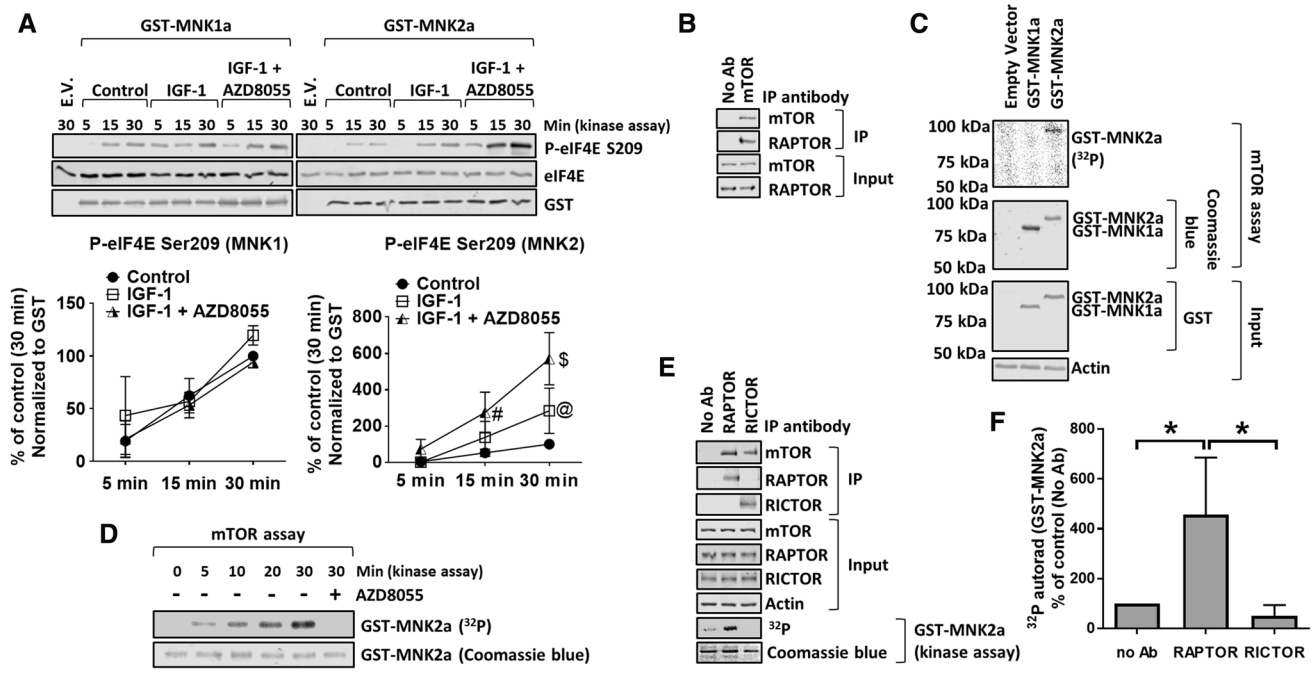 A
GST-MNK1a
GST-MNK2a
E.V.
Control
IGF-1
IGF-1 +
AZD8055
E.V.
Control
IGF-1
IGF-1 +
AZD8055
30 5 15 30 5 15 30 5 15 30
30 5 15 30 5 15 30 5 15 30
Min (kinase assay)
P-eIF4E S209
eIF4E
GST
P-eIF4E Ser209 (MNK1)
Control
IGF-1
IGF-1 + AZD8055
% of control (30 min)
Normalized to GST
150
100
50
0
5 min 15 min 30 min
P-eIF4E Ser209 (MNK2)
Control
IGF-1
IGF-1 + AZD8055
% of control (30 min)
Normalized to GST
800
600
400
200
0
$
@
#
5 min 15 min 30 min
B
No Ab
mTOR
IP antibody
mTOR
RAPTOR
IP
mTOR
RAPTOR
Input
C
Empty Vector
GST-MNK1a
GST-MNK2a
100 kDa
75 kDa
50 kDa
GST-MNK2a
(32P)
100 kDa
75 kDa
50 kDa
GST-MNK2a
GST-MNK1a
Coomassie
blue
mTOR assay
100 kDa
75 kDa
50 kDa
GST-MNK2a
GST-MNK1a
GST
Actin
Input
D
mTOR assay
0 5 10 20 30 30 Min (kinase assay)
- - - - - + AZD8055
GST-MNK2a (32P)
GST-MNK2a (Coomassie blue)
E
No Ab
RAPTOR
RICTOR
IP antibody
mTOR
RAPTOR
RICTOR
IP
mTOR
RAPTOR
RICTOR
Actin
Input
32P
Coomassie blue
GST-MNK2a
(kinase assay)
F
32P autorad (GST-MNK2a)
% of control (No Ab)
800
600
400
200
0
* *
no Ab RAPTOR RICTOR